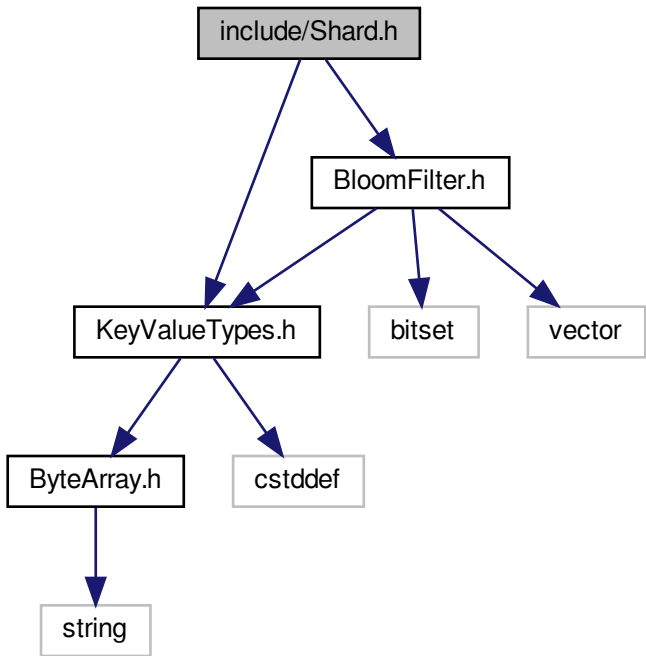 include/Shard.h
BloomFilter.h
KeyValueTypes.h
bitset
vector
ByteArray.h
cstddef
string